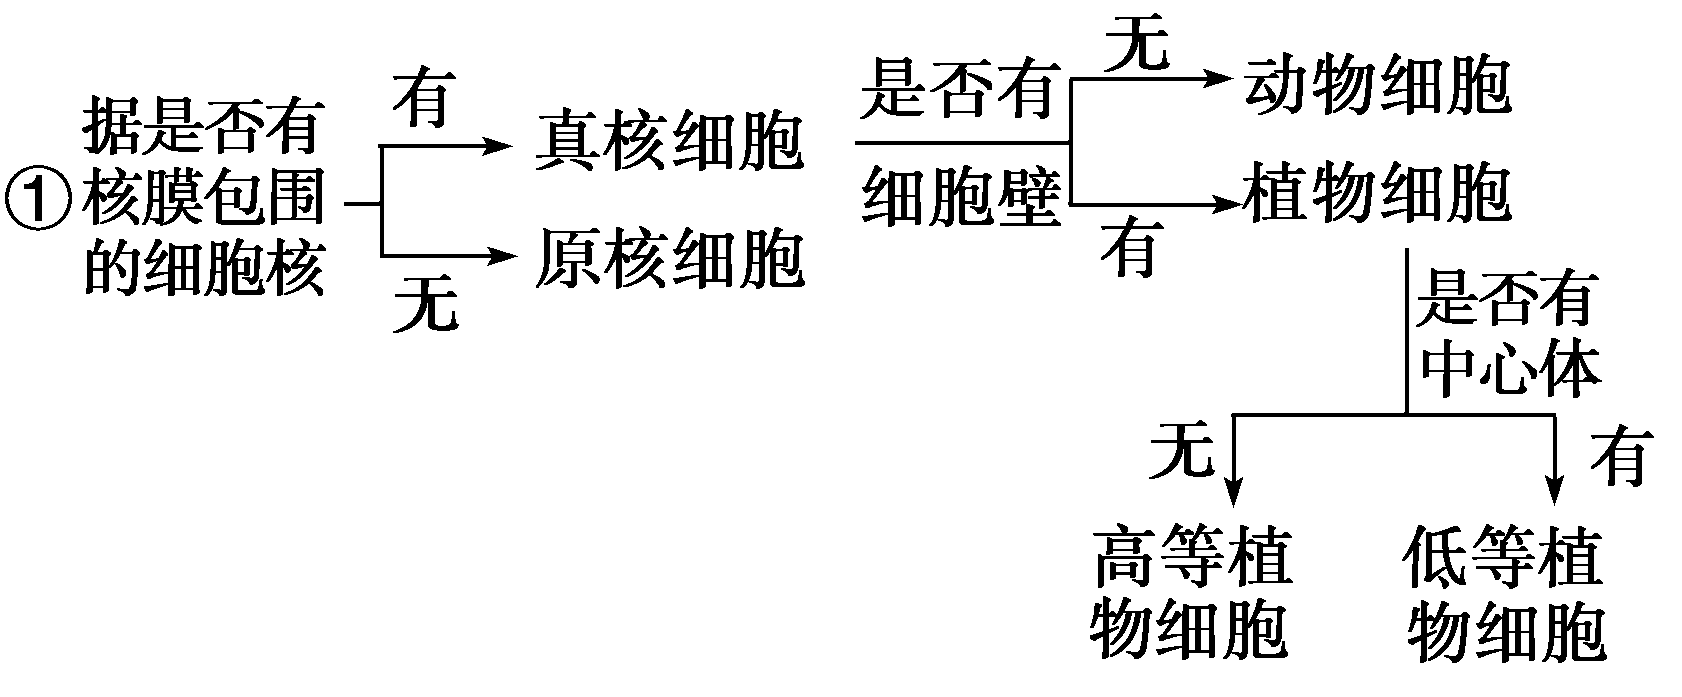 ①
据是否有
核膜包围
的细胞核
有
真核细胞
无
原核细胞
是否有
细胞壁
无
动物细胞
有
植物细胞
是否有
中心体
无
高等植
物细胞
有
低等植
物细胞